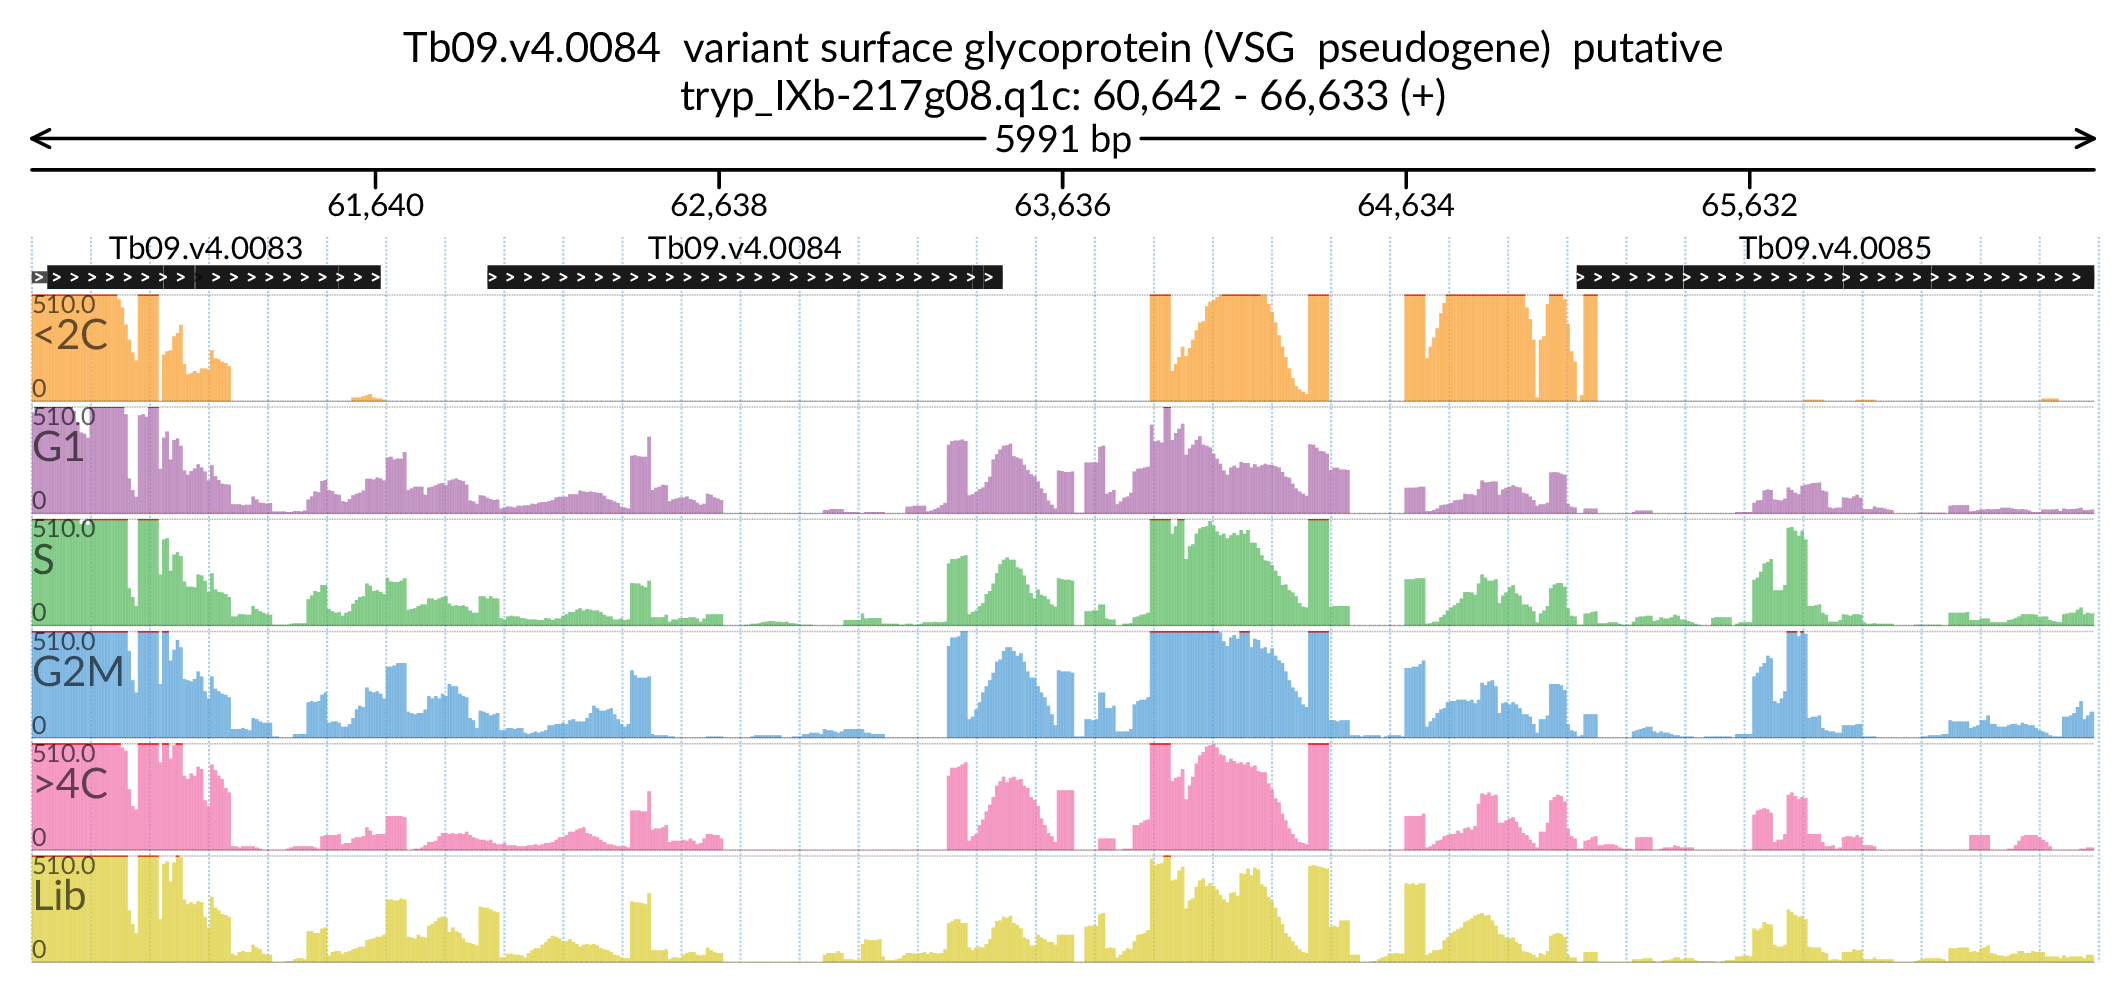 Tb09.v4.0084 variant surface glycoprotein (VSG pseudogene) putative
tryp_IXb-217g08.q1c: 60,642 - 66,633 (+)
5991 bp
61,640 62,638 63,636 64,634 65,632
Tb09.v4.0083 Tb09.v4.0084 Tb09.v4.0085
510.0
<2C
0
510.0
G1
0
510.0
S
0
510.0
G2M
0
510.0
>4C
0
510.0
Lib
0